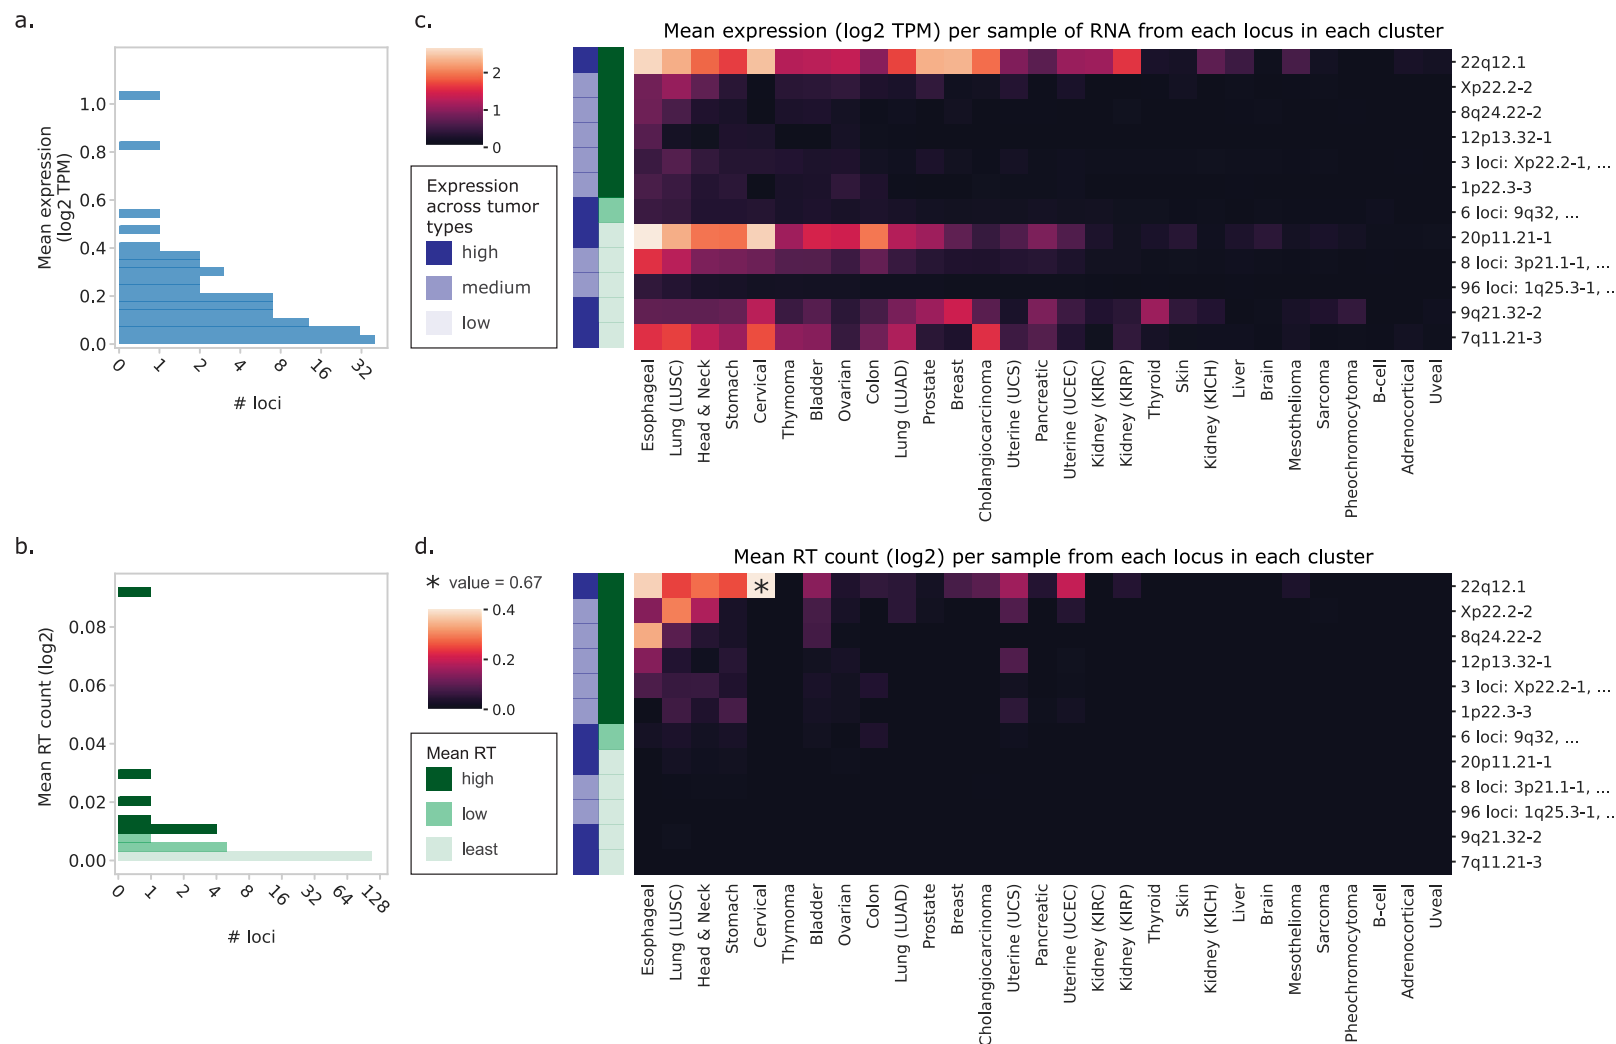 a.
1.0
0.8
0.6
0.4
0.2
0.0
Mean expression
(log2 TPM)
0
1
2
4
8
16
32
# loci
c.
2
1
0
Expression
across tumor
types
high
medium
low
Mean expression (log2 TPM) per sample of RNA from each locus in each cluster
22q12.1
Xp22.2-2
8q24.22-2
12p13.32-1
3 loci: Xp22.2-1, ...
1p22.3-3
6 loci: 9q32, ...
20p11.21-1
8 loci: 3p21.1-1, ...
96 loci: 1q25.3-1, ..
9q21.32-2
7q11.21-3
Esophageal
Lung (LUSC)
Head & Neck
Stomach
Cervical
Thymoma
Bladder
Ovarian
Colon
Lung (LUAD)
Prostate
Breast
Cholangiocarcinoma
Uterine (UCS)
Pancreatic
Uterine (UCEC)
Kidney (KIRC)
Kidney (KIRP)
Thyroid
Skin
Kidney (KICH)
Liver
Brain
Mesothelioma
Sarcoma
Pheochromocytoma
B-cell
Adrenocortical
Uveal
b.
0.08
0.06
0.04
0.02
0.00
Mean RT count (log2)
0
1
2
4
8
16
32
64
128
# loci
d.
* value = 0.67
0.4
0.2
0.0
Mean RT
high
low
least
Mean RT count (log2) per sample from each locus in each cluster
*
22q12.1
Xp22.2-2
8q24.22-2
12p13.32-1
3 loci: Xp22.2-1, ...
1p22.3-3
6 loci: 9q32, ...
20p11.21-1
8 loci: 3p21.1-1, ...
96 loci: 1q25.3-1, ..
9q21.32-2
7q11.21-3
Esophageal
Lung (LUSC)
Head & Neck
Stomach
Cervical
Thymoma
Bladder
Ovarian
Colon
Lung (LUAD)
Prostate
Breast
Cholangiocarcinoma
Uterine (UCS)
Pancreatic
Uterine (UCEC)
Kidney (KIRC)
Kidney (KIRP)
Thyroid
Skin
Kidney (KICH)
Liver
Brain
Mesothelioma
Sarcoma
Pheochromocytoma
B-cell
Adrenocortical
Uveal